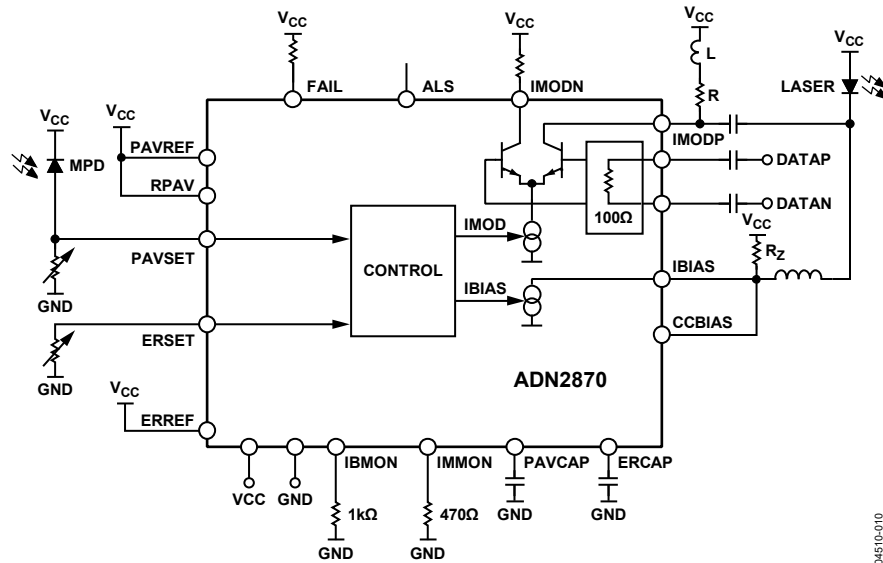 VCC
VCC
VCC
L
VCC
LASER
R
FAIL
ALS
IMODN
IMODP
VCC
VCC
PAVREF
MPD
RPAV
DATAP
DATAN
100Ω
VCC
RZ
PAVSET
IMOD
CONTROL
IBIAS
IBIAS
GND
CCBIAS
ERSET
GND
ADN2870
VCC
ERREF
IBMON
IMMON
PAVCAP
ERCAP
VCC
GND
1kΩ
470Ω
GND
GND
GND
GND
04510-010